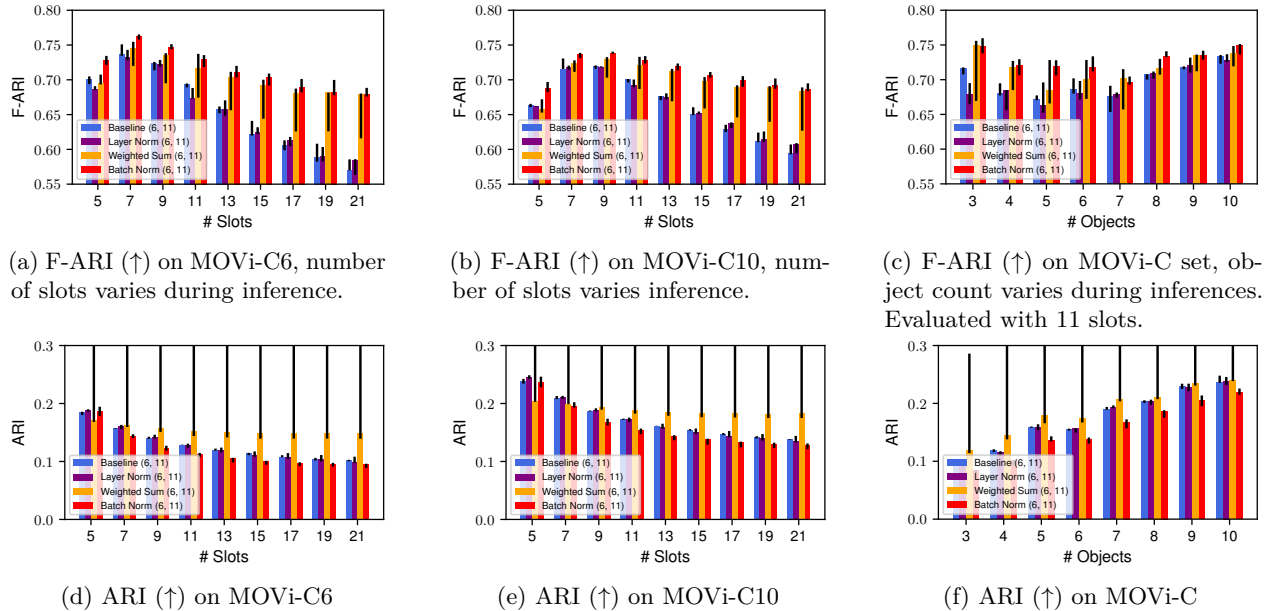 0.80
0.75
0.70
0.65
0.60
0.55
F-ARI
Baseline (6, 11)
Layer Norm (6, 11)
Weighted Sum (6, 11)
Batch Norm (6, 11)
5 7 9 11 13 15 17 19 21
# Slots
(a) F-ARI (↑) on MOVi-C6, number
of slots varies during inference.
0.80
0.75
0.70
0.65
0.60
0.55
F-ARI
Baseline (6, 11)
Layer Norm (6, 11)
Weighted Sum (6, 11)
Batch Norm (6, 11)
5 7 9 11 13 15 17 19 21
# Slots
(b) F-ARI (↑) on MOVi-C10, num-
ber of slots varies inference.
0.80
0.75
0.70
0.65
0.60
0.55
F-ARI
Baseline (6, 11)
Layer Norm (6, 11)
Weighted Sum (6, 11)
Batch Norm (6, 11)
3 4 5 6 7 8 9 10
# Objects
(c) F-ARI (↑) on MOVi-C set, ob-
ject count varies during inferences.
Evaluated with 11 slots.
0.3
0.2
0.1
0.0
ARI
Baseline (6, 11)
Layer Norm (6, 11)
Weighted Sum (6, 11)
Batch Norm (6, 11)
5 7 9 11 13 15 17 19 21
# Slots
(d) ARI (↑) on MOVi-C6
0.3
0.2
0.1
0.0
ARI
Baseline (6, 11)
Layer Norm (6, 11)
Weighted Sum (6, 11)
Batch Norm (6, 11)
5 7 9 11 13 15 17 19 21
# Slots
(e) ARI (↑) on MOVi-C10
0.3
0.2
0.1
0.0
ARI
Baseline (6, 11)
Layer Norm (6, 11)
Weighted Sum (6, 11)
Batch Norm (6, 11)
3 4 5 6 7 8 9 10
# Objects
(f) ARI (↑) on MOVi-C